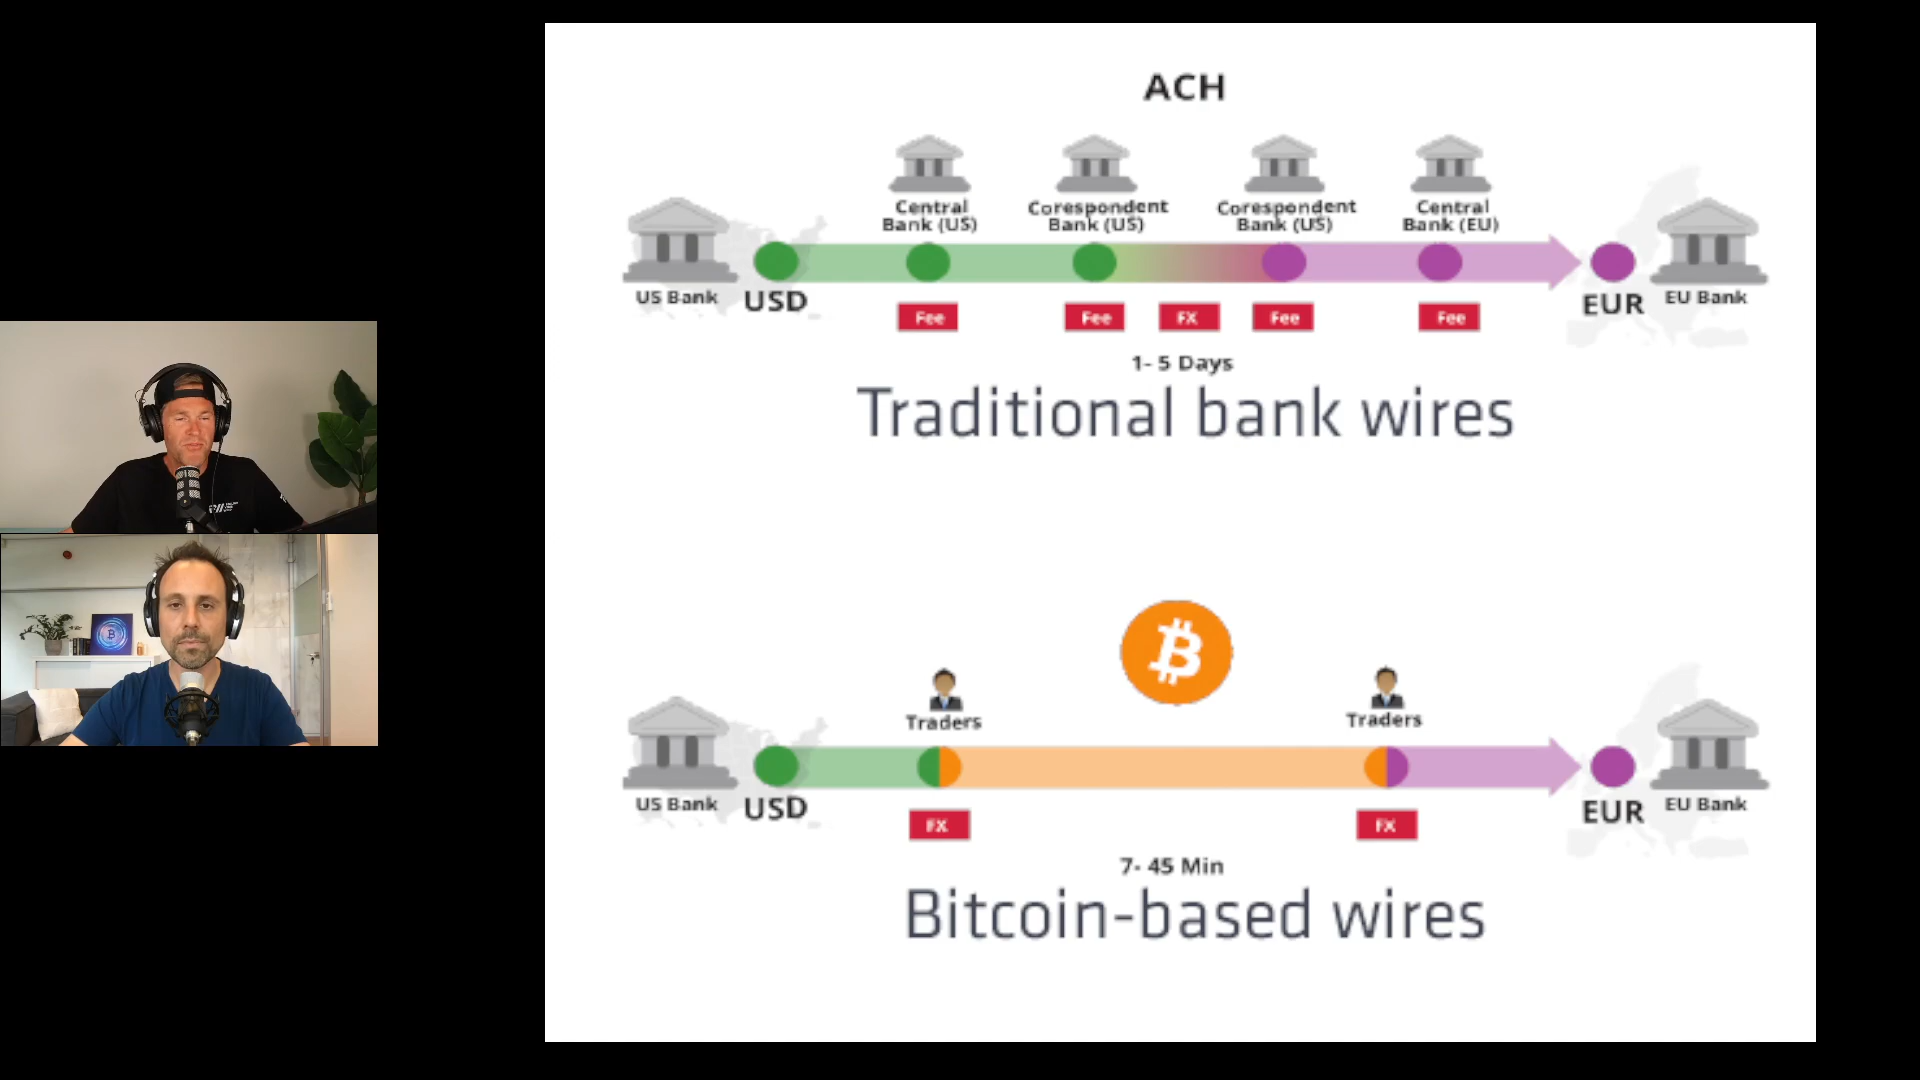 ACH
Central
Bank (US)
Corespondent
Bank (US)
Corespondent
Bank (US)
Central
Bank (EU)
US Bank
USD
EUR
EU Bank
Fee
Fee
FX
Fee
Fee
1- 5 Days
Traditional bank wires
Traders
Traders
US Bank
USD
EUR
EU Bank
FX
FX
7- 45 Min
Bitcoin-based wires